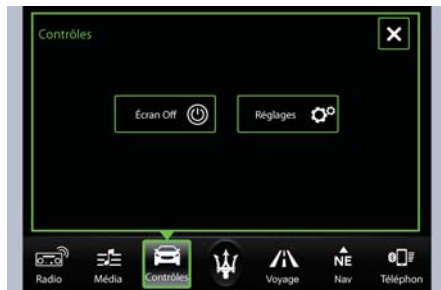 Contrôles
Écran Off
Réglages
NE
Radio
Média
Contrôles
Voyage
Nav
Téléphon